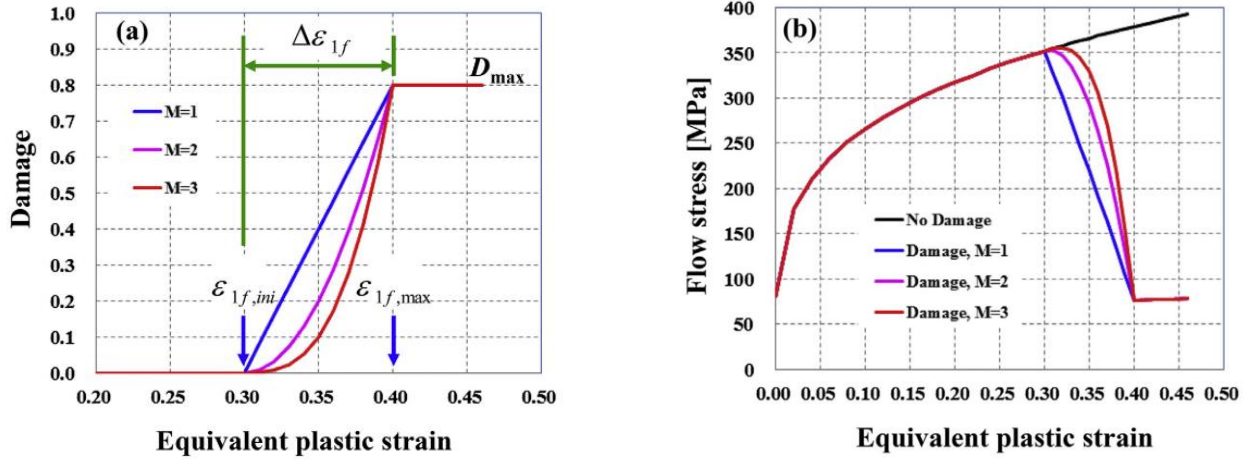 (a)
Δε1f
Dmax
M=1
M=2
M=3
ε1f,ini
ε1f,max
Damage
1.0
0.9
0.8
0.7
0.6
0.5
0.4
0.3
0.2
0.1
0.0
0.20 0.25 0.30 0.35 0.40 0.45 0.50
Equivalent plastic strain
(b)
Flow stress [MPa]
400
350
300
250
200
150
100
50
0
No Damage
Damage, M=1
Damage, M=2
Damage, M=3
0.00 0.05 0.10 0.15 0.20 0.25 0.30 0.35 0.40 0.45 0.50
Equivalent plastic strain